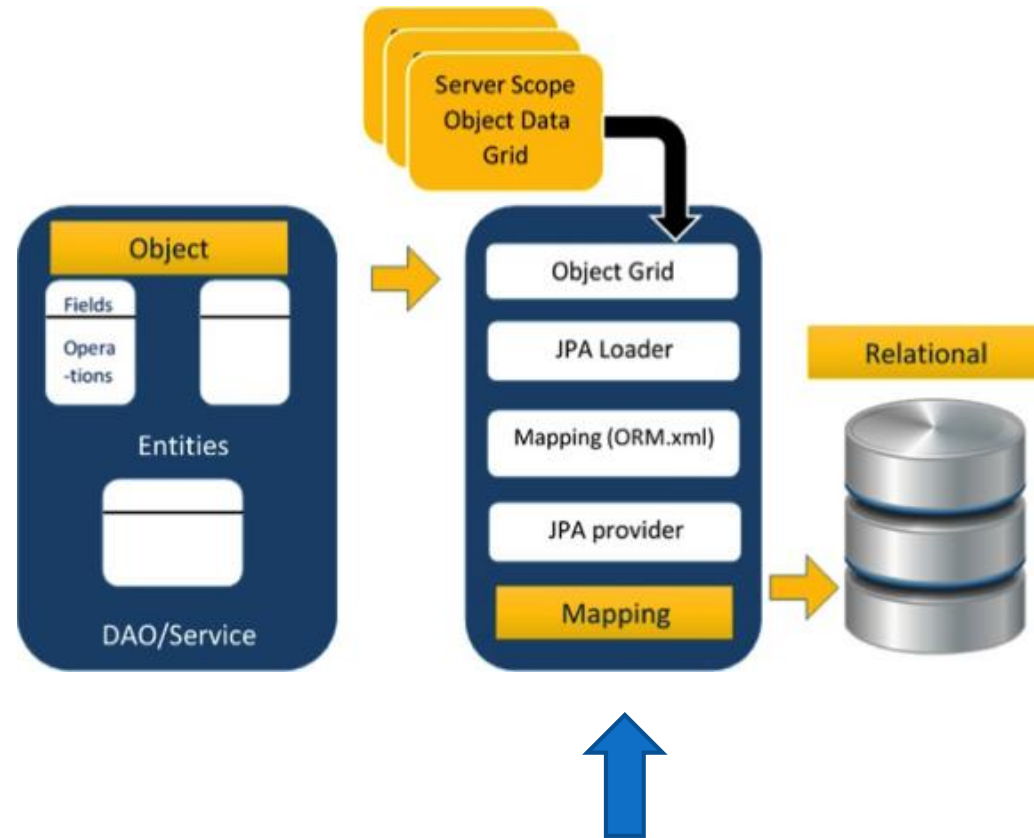 Server Scope
Object Data
Grid
Object
Fields
Opera
-tions
Entities
DAO/Service
Object Grid
JPA Loader
Mapping (ORM.xml)
JPA provider
Mapping
Relational